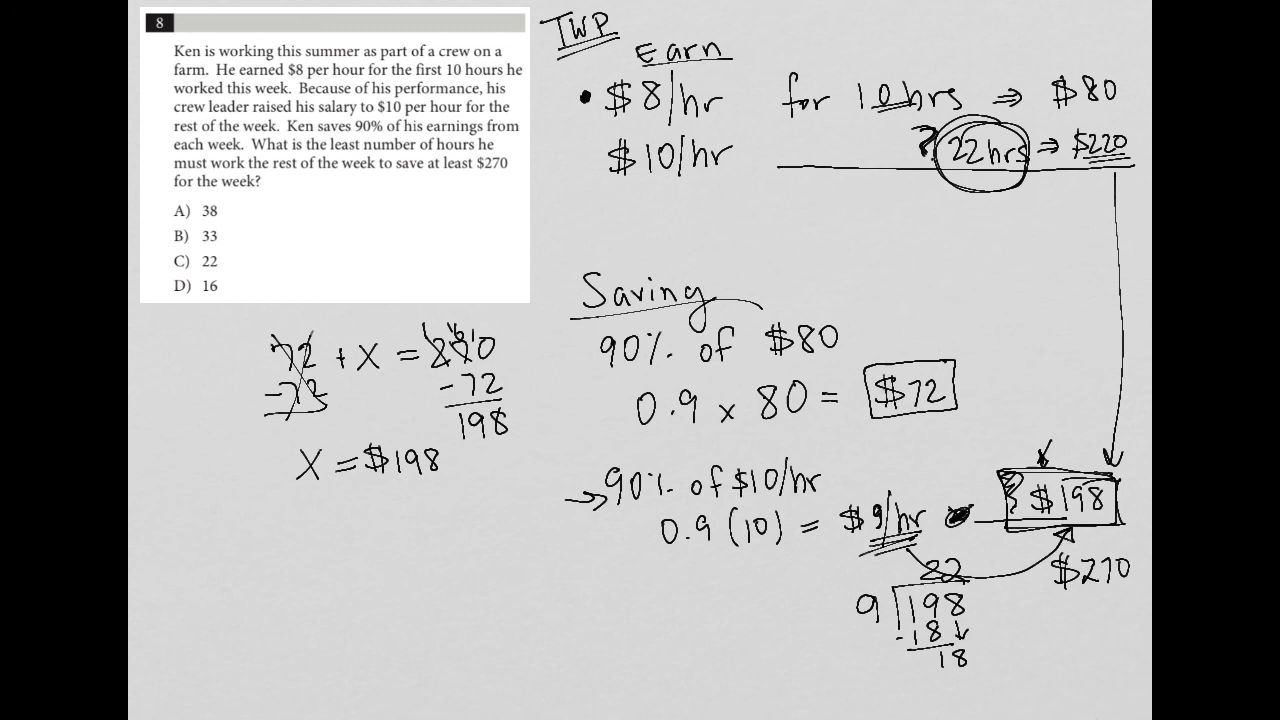 8
Ken is working this summer as part of a crew on a
farm. He earned $8 per hour for the first 10 hours he
worked this week. Because of his performance, his
crew leader raised his salary to $10 per hour for the
rest of the week. Ken saves 90% of his earnings from
each week. What is the least number of hours he
must work the rest of the week to save at least $270
for the week?
A) 38
B) 33
C) 22
D) 16
TWP
Earn
• $8/hr for 10 hrs ⇒ $80
$10/hr ? 22 hrs ⇒ $220
Saving
90% of $80
0.9 x 80 = $72
90% of $10/hr
0.9 (10) = $9/hr
x
$198
$270
22
9 198
-18↓
18
72 + X = 270
-72 -72
198
X = $198